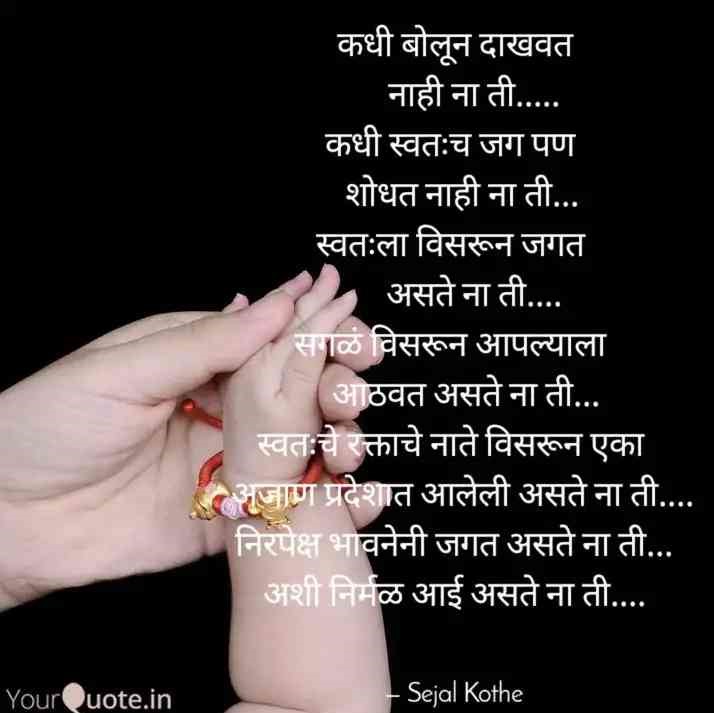 कधी बोलून दाखवत
नाही ना ती.....
कधी स्वतःच जग पण
शोधत नाही ना ती...
स्वतःला विसरून जगत
असते ना ती....
सगळं विसरून आपल्याला
आठवत असते ना ती...
स्वतःचे रक्ताचे नाते विसरून एका
अजाण प्रदेशात आलेली असते ना ती....
निरपेक्ष भावनेनी जगत असते ना ती...
अशी निर्मळ आई असते ना ती....
– Sejal Kothe
YourQuote.in